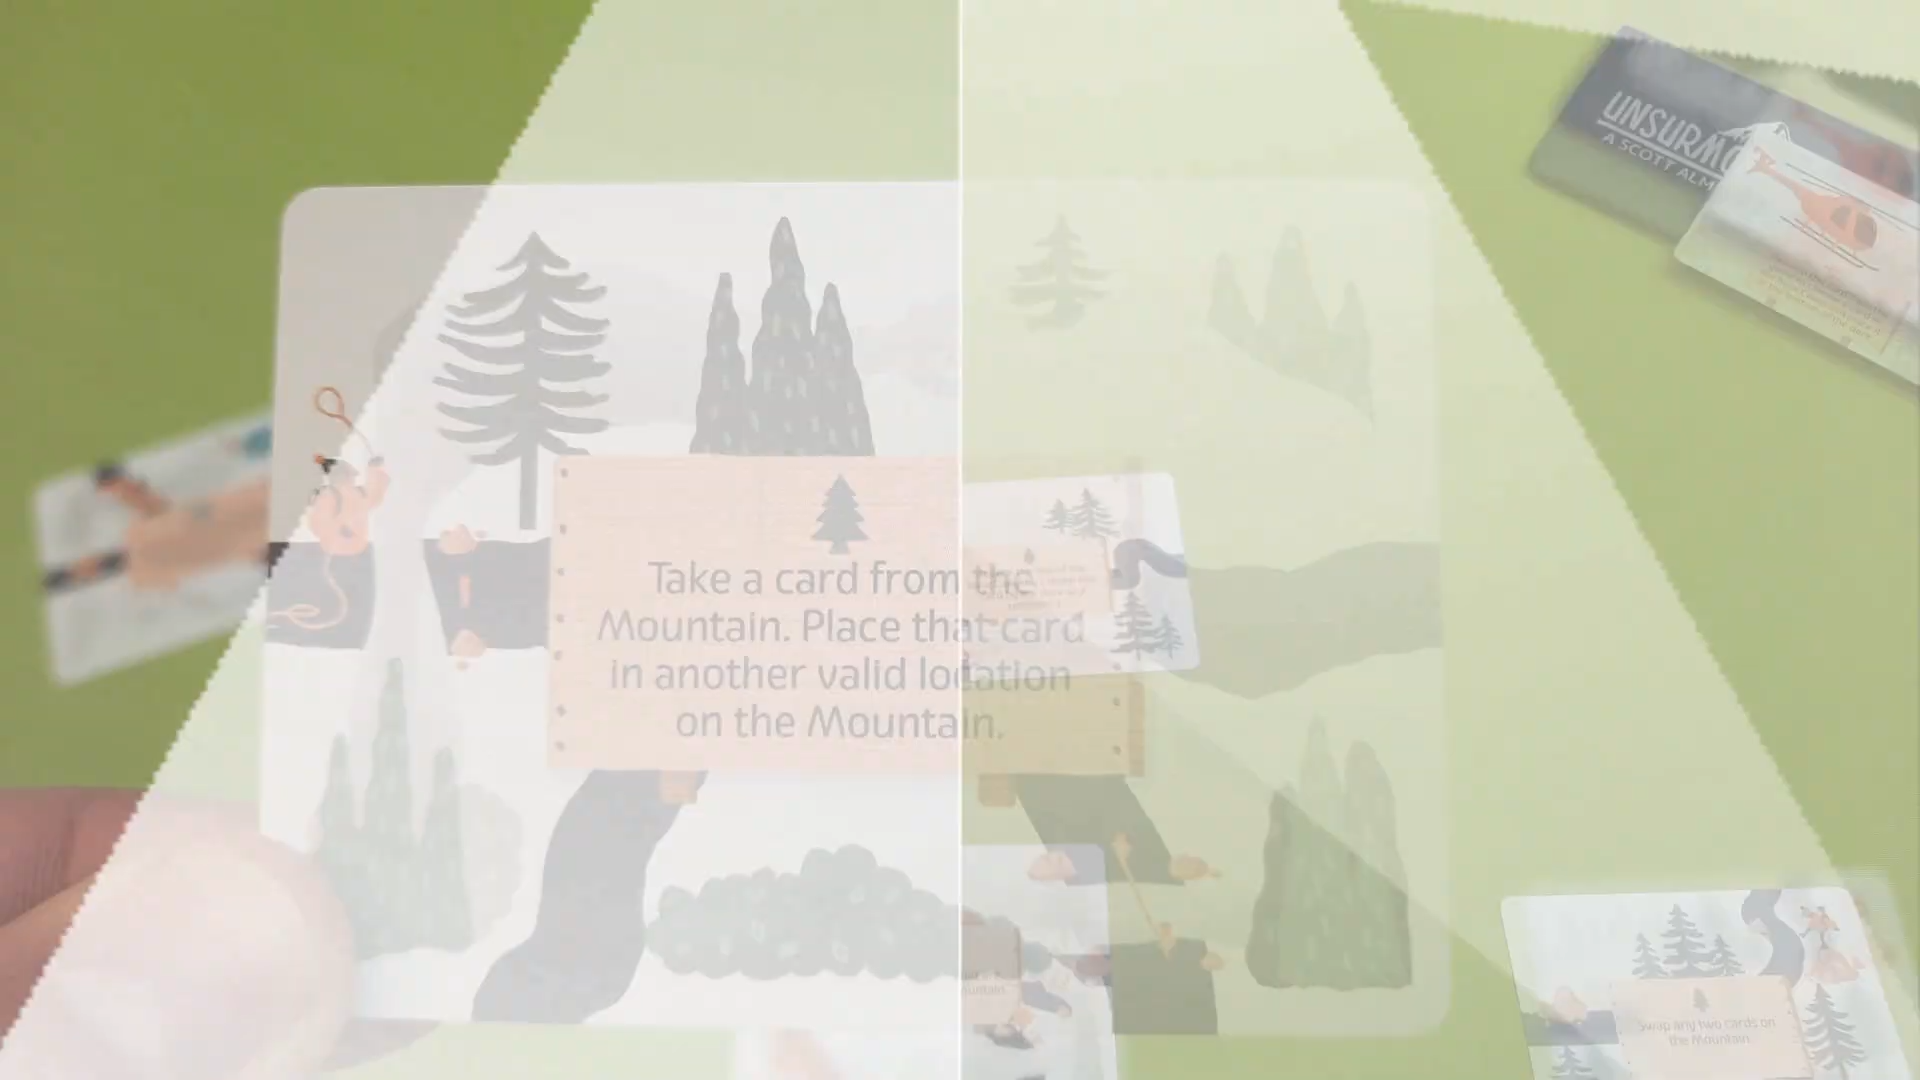 UNSURMO
A SCOTT ALM
Take a card from the
Mountain. Place that card
in another valid location
on the Mountain.
untain.
Swap any two cards on
the Mountain.